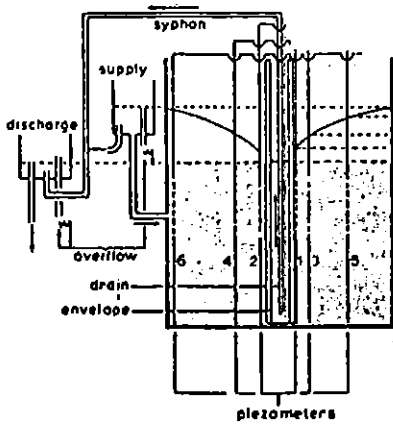 syphon
supply
discharge
overflow
6 4 2 1 3 5
drain
envelope
piezometers